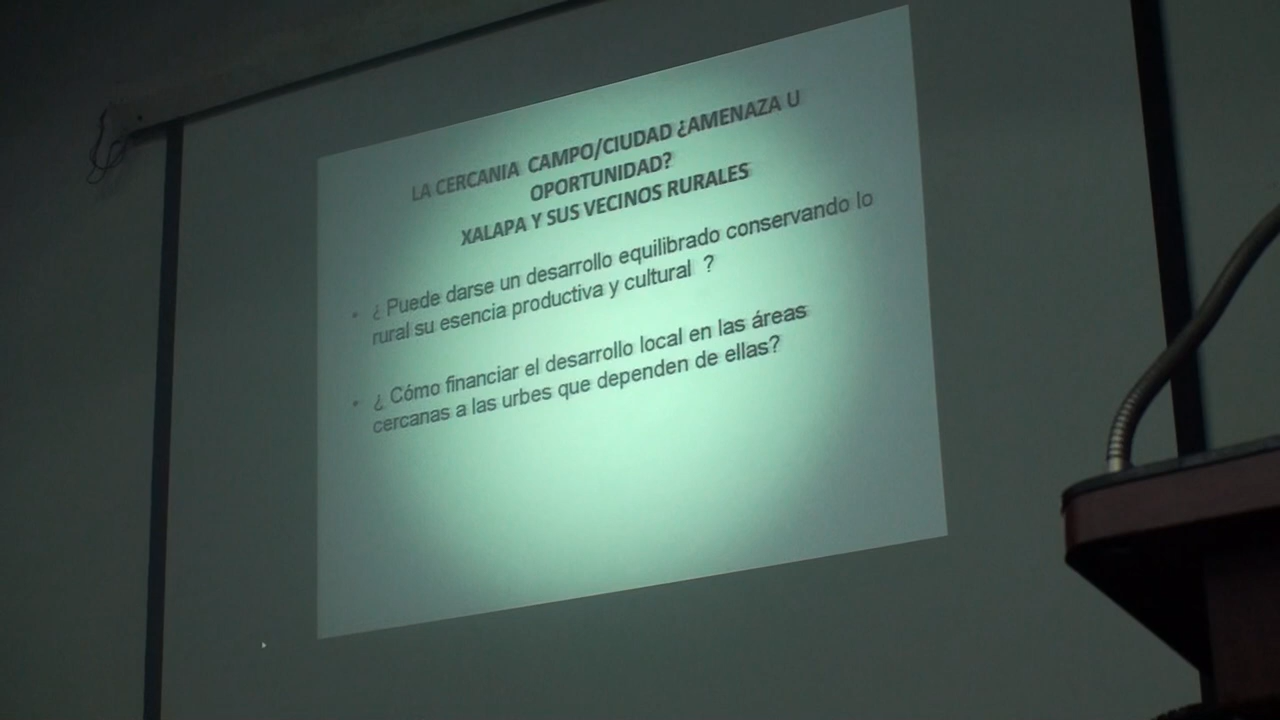 LA CERCANIA CAMPO/CIUDAD ¿AMENAZA U
OPORTUNIDAD?
XALAPA Y SUS VECINOS RURALES
• ¿ Puede darse un desarrollo equilibrado conservando lo
rural su esencia productiva y cultural ?
• ¿ Cómo financiar el desarrollo local en las áreas
cercanas a las urbes que dependen de ellas?